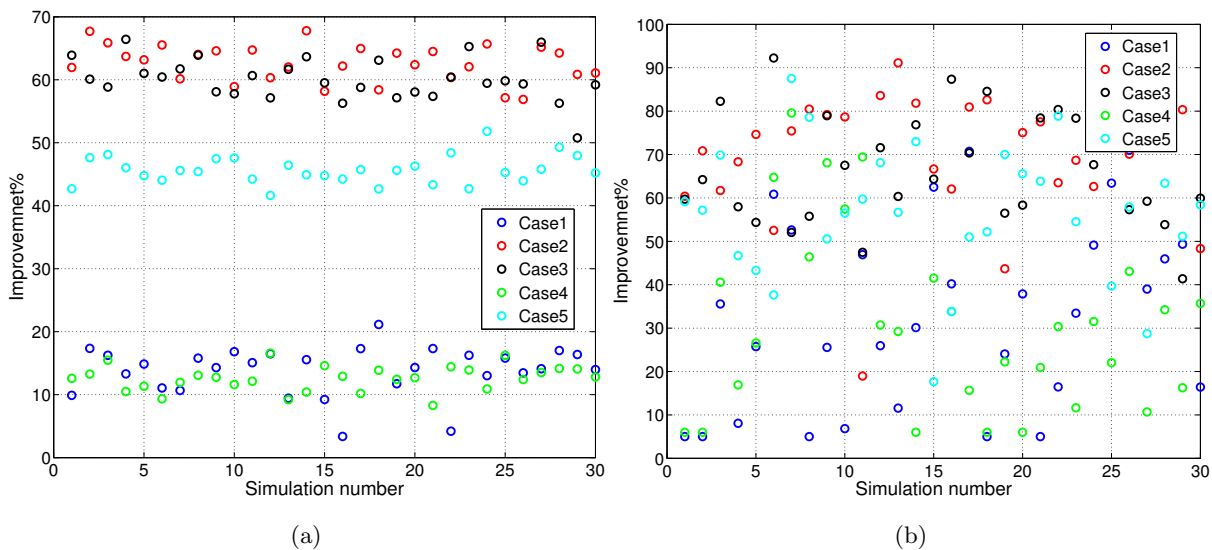 70
60
50
40
30
20
10
0
Improvemnet%
0 5 10 15 20 25 30
Simulation number
Case1
Case2
Case3
Case4
Case5
(a)
100
90
80
70
60
50
40
30
20
10
0
Improvemnet%
0 5 10 15 20 25 30
Simulation number
Case1
Case2
Case3
Case4
Case5
(b)